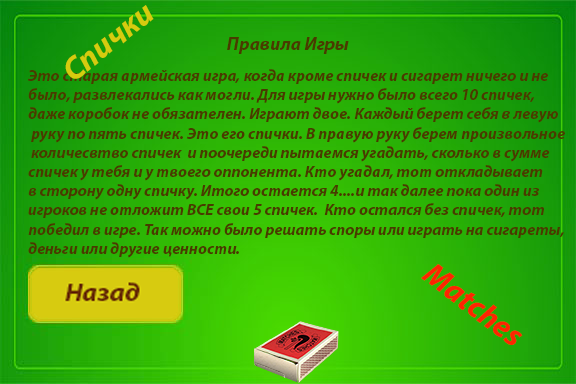 Спички
Правила Игры
Это старая армейская игра, когда кроме спичек и сигарет ничего и не
было, развлекались как могли. Для игры нужно было всего 10 спичек,
даже коробок не обязателен. Играют двое. Каждый берет себя в левую
руку по пять спичек. Это его спички. В правую руку берем произвольное
количесвтво спичек и поочереди пытаемся угадать, сколько в сумме
спичек у тебя и у твоего оппонента. Кто угадал, тот откладывает
в сторону одну спичку. Итого остается 4....и так далее пока один из
игроков не отложит ВСЕ свои 5 спичек. Кто остался без спичек, тот
победил в игре. Так можно было решать споры или играть на сигареты,
деньги или другие ценности.
Назад
Matches